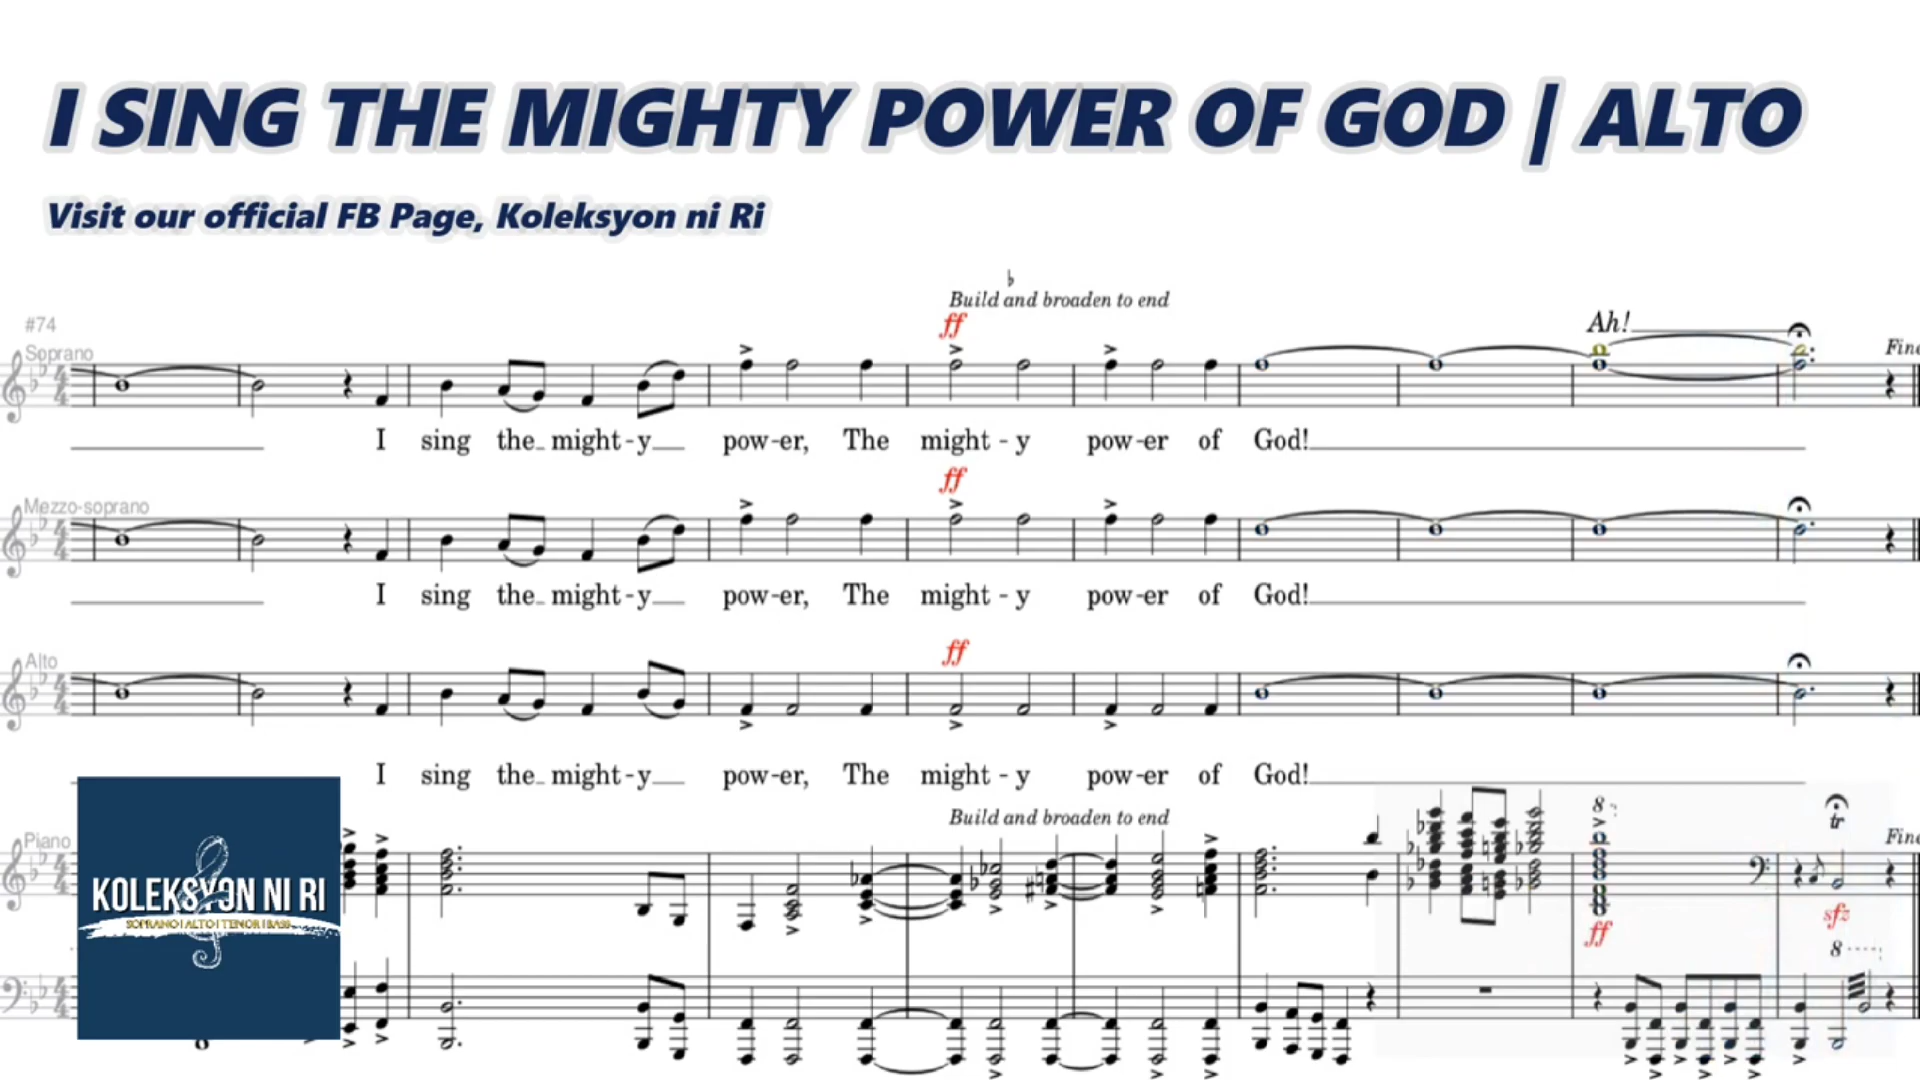 I SING THE MIGHTY POWER OF GOD | ALTO
Visit our official FB Page, Koleksyon ni Ri
Build and broaden to end
#74
ff
Ah!
Soprano
Fine
I sing the might-y pow-er, The might-y pow-er of God!
ff
Mezzo-soprano
I sing the might-y pow-er, The might-y pow-er of God!
ff
Alto
I sing the might-y pow-er, The might-y pow-er of God!
Build and broaden to end
8
tr
Piano
Fine
KOLEKSYON NI RI
SOPRANO | ALTO | TENOR | BASS
sfz
ff
8